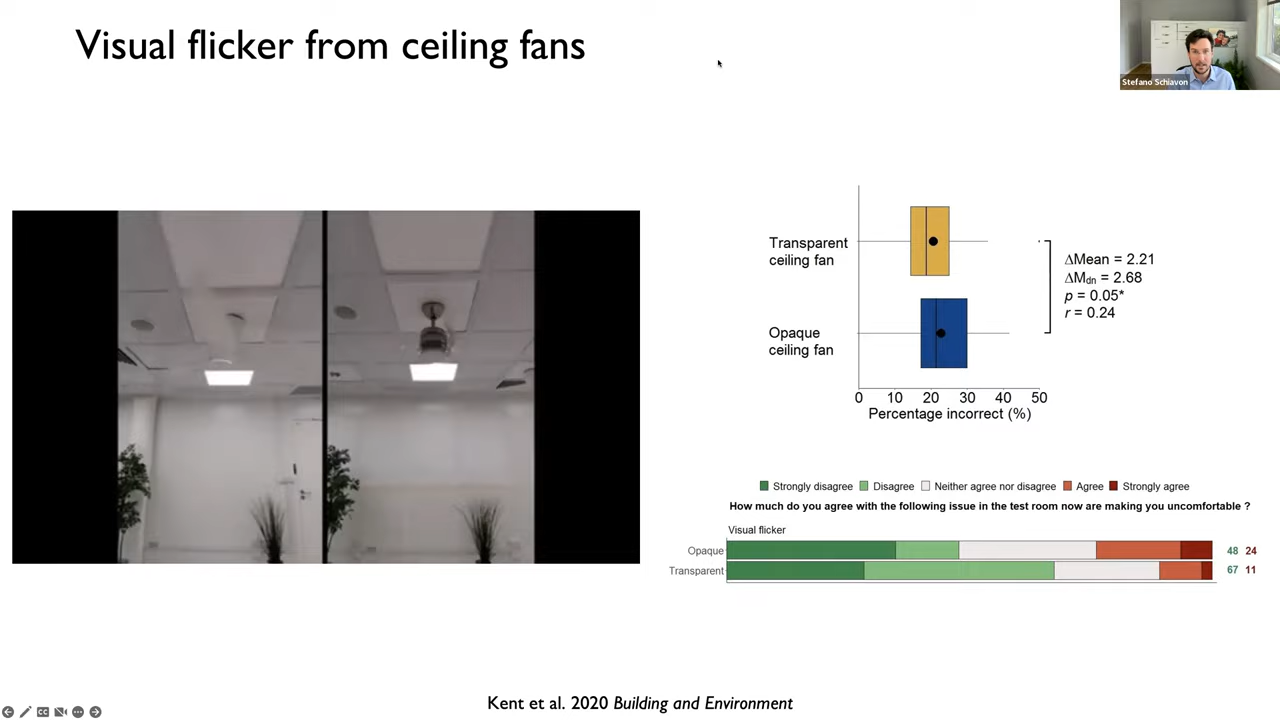 Visual flicker from ceiling fans
Stefano Schiavon
Transparent
ceiling fan
Opaque
ceiling fan
ΔMean = 2.21
ΔMdn = 2.68
p = 0.05*
r = 0.24
0 10 20 30 40 50
Percentage incorrect (%)
Strongly disagree Disagree Neither agree nor disagree Agree Strongly agree
How much do you agree with the following issue in the test room now are making you uncomfortable ?
Visual flicker
Opaque 48 24
Transparent 67 11
Kent et al. 2020 Building and Environment